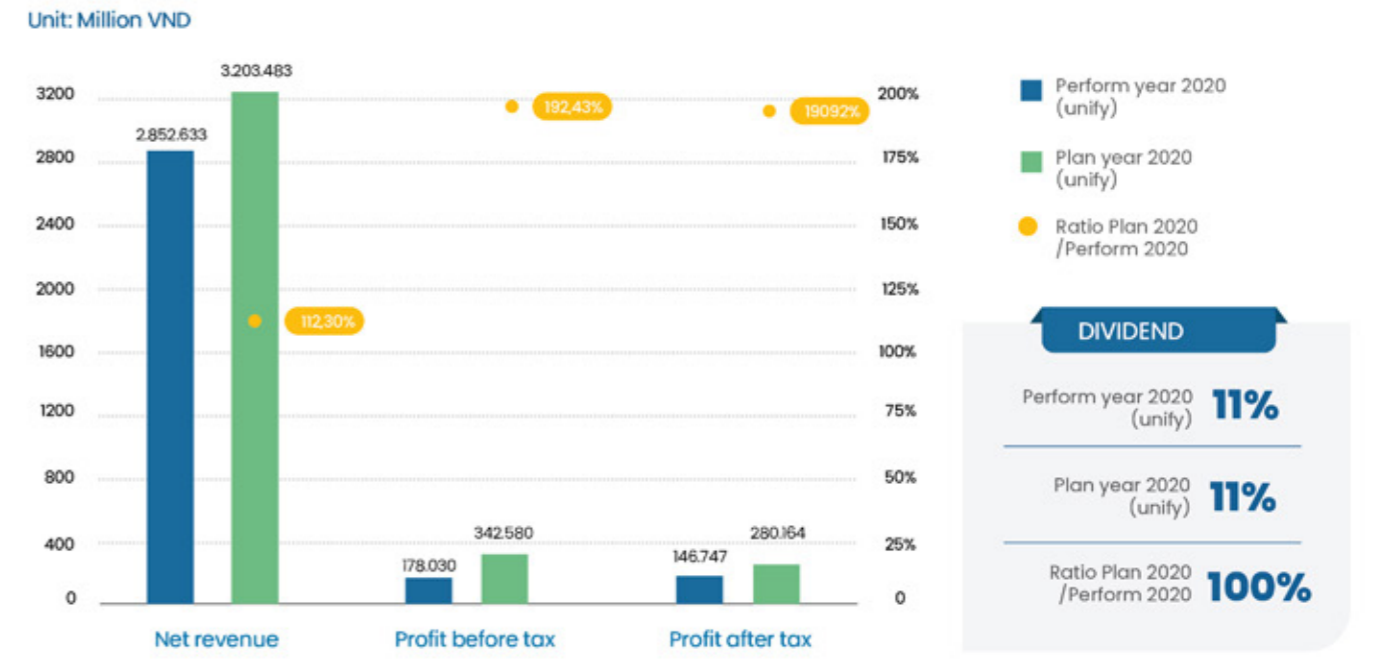 Unit: Million VND
3.203.483
3200
200%
192,43%
19092%
2.852.633
2800
175%
2400
150%
2000
125%
112,30%
1600
100%
1200
75%
800
50%
400
25%
342.580
280.164
178.030
146.747
0
0
Net revenue
Profit before tax
Profit after tax
Perform year 2020
(unify)
Plan year 2020
(unify)
Ratio Plan 2020
/Perform 2020
DIVIDEND
Perform year 2020
(unify)
11%
Plan year 2020
(unify)
11%
Ratio Plan 2020
/Perform 2020
100%